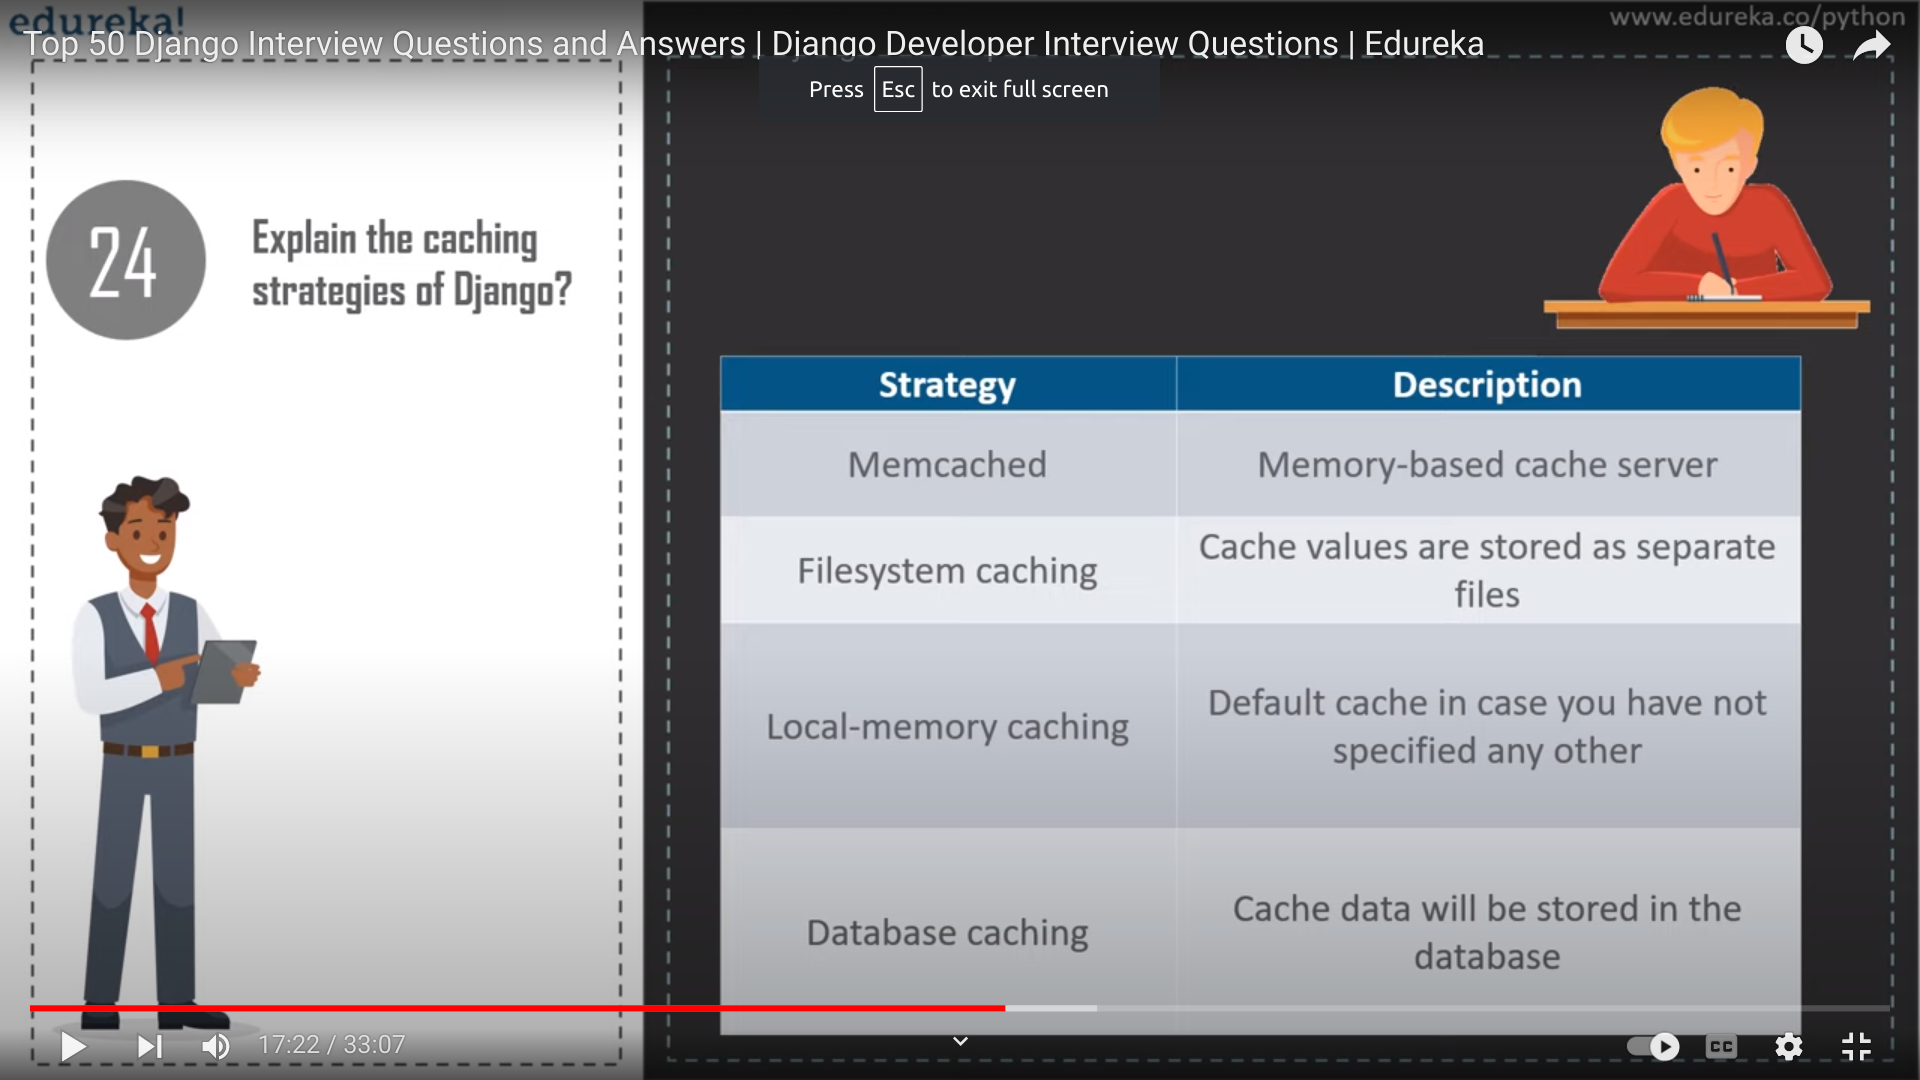 edureka!
www.edureka.co/python
Top 50 Django Interview Questions and Answers | Django Developer Interview Questions | Edureka
Press Esc to exit full screen
24
Explain the caching
strategies of Django?
Strategy Description
Memcached Memory-based cache server
Filesystem caching Cache values are stored as separate
files
Local-memory caching Default cache in case you have not
specified any other
Database caching Cache data will be stored in the
database
17:22 / 33:07
CC